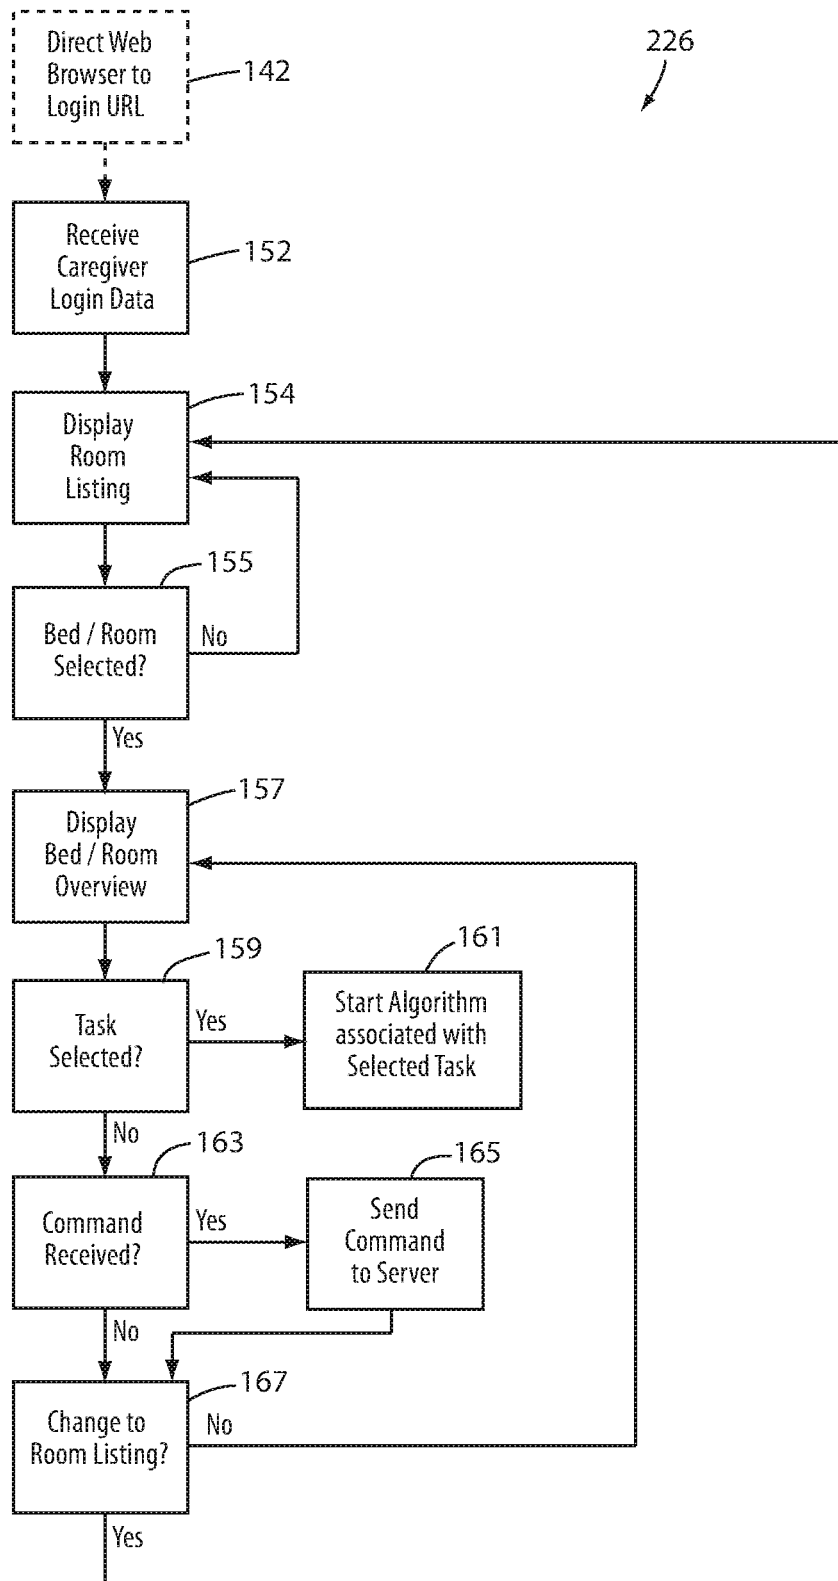 Direct Web
Browser to
Login URL
142
226
Receive
Caregiver
Login Data
152
154
Display
Room
Listing
155
Bed / Room
Selected?
No
Yes
157
Display
Bed / Room
Overview
159
Task
Selected?
Yes
161
Start Algorithm
associated with
Selected Task
No
163
Command
Received?
Yes
165
Send
Command
to Server
No
167
Change to
Room Listing?
No
Yes